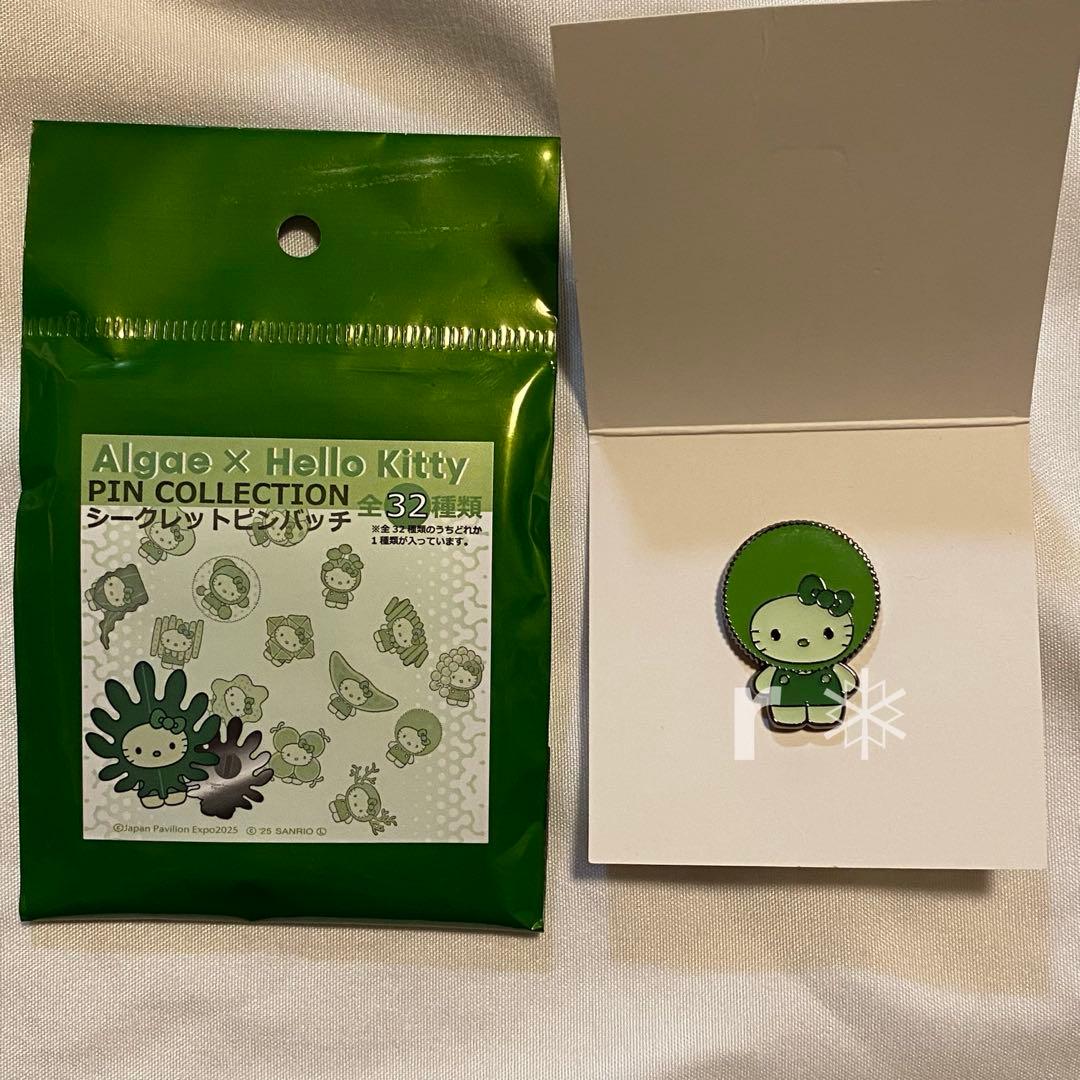 Algae × Hello Kitty
PIN COLLECTION
全32種類
シークレットピンバッチ
※全32種類のうちどれか
1種類が入っています。
©Japan Pavilion Expo2025 © '25 SANRIO Ⓛ
r